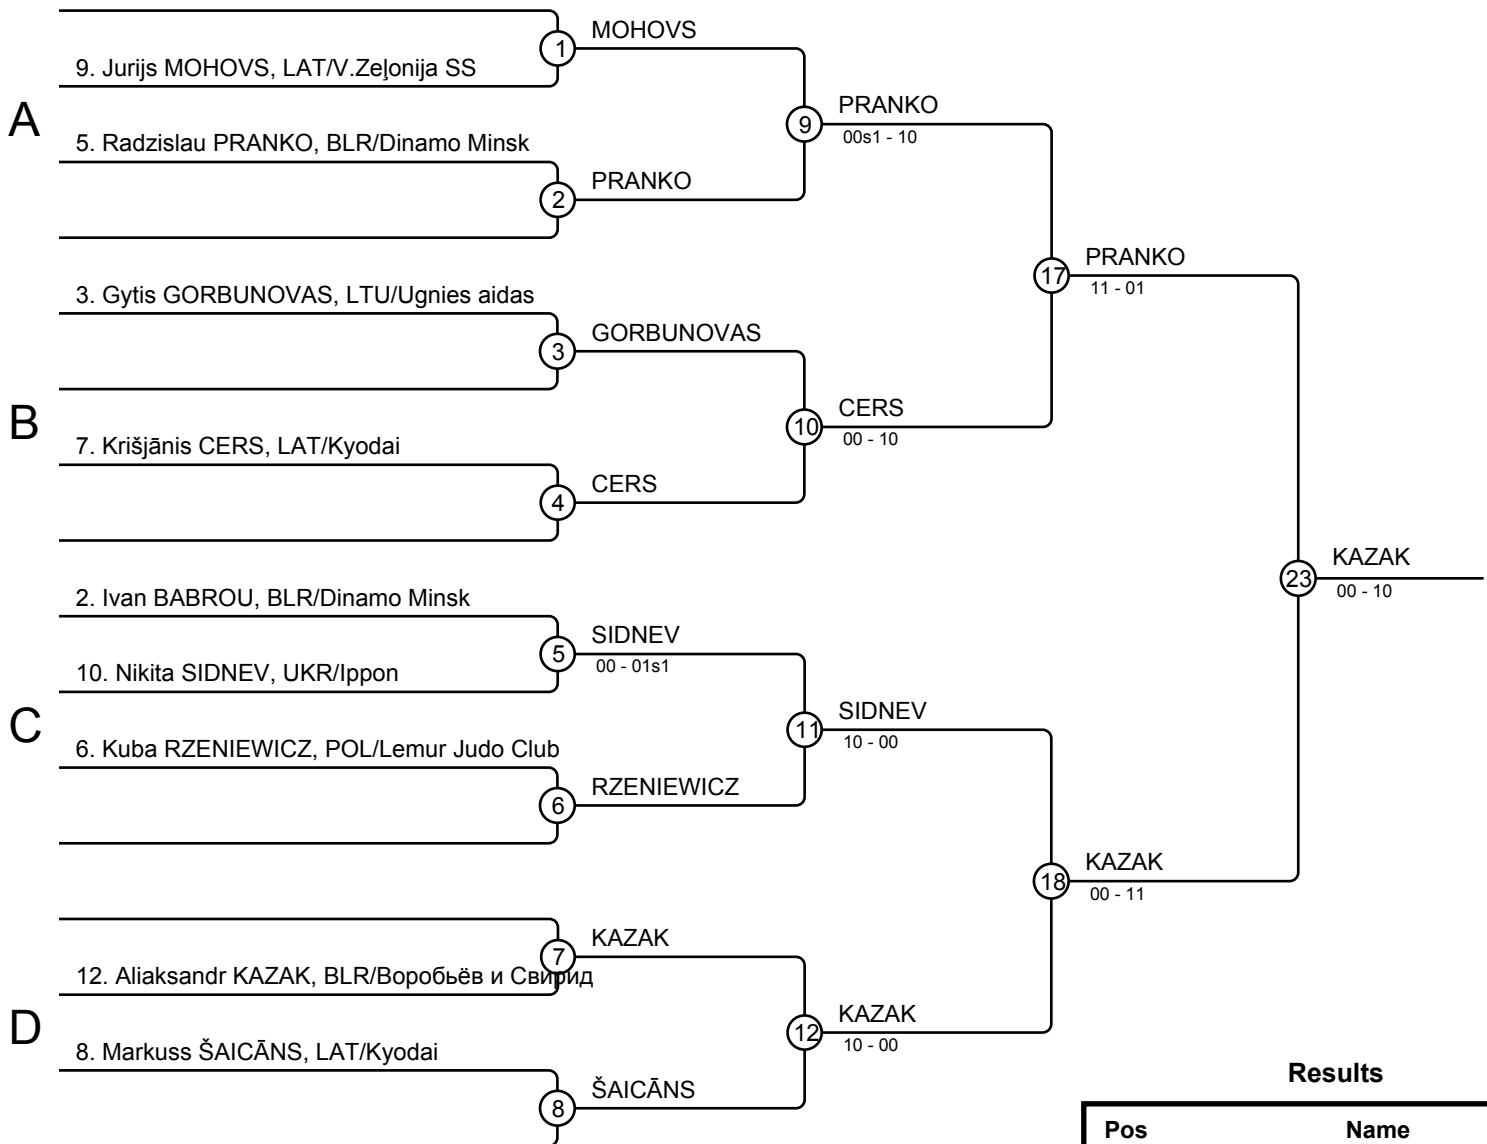 MOHOVS
1
9. Jurijs MOHOVS, LAT/V.Zeļonija SS
A
PRANKO
9
00s1 - 10
5. Radzislau PRANKO, BLR/Dinamo Minsk
PRANKO
2
PRANKO
17
11 - 01
3. Gytis GORBUNOVAS, LTU/Ugnies aidas
GORBUNOVAS
3
B
CERS
10
00 - 10
7. Krišjānis CERS, LAT/Kyodai
CERS
4
KAZAK
23
00 - 10
2. Ivan BABROU, BLR/Dinamo Minsk
SIDNEV
5
00 - 01s1
10. Nikita SIDNEV, UKR/Ippon
C
SIDNEV
11
10 - 00
6. Kuba RZENIEWICZ, POL/Lemur Judo Club
RZENIEWICZ
6
KAZAK
18
00 - 11
KAZAK
7
12. Aliaksandr KAZAK, BLR/Воробьёв и Свирид
D
KAZAK
12
10 - 00
8. Markuss ŠAICĀNS, LAT/Kyodai
ŠAICĀNS
8
Results
Pos Name